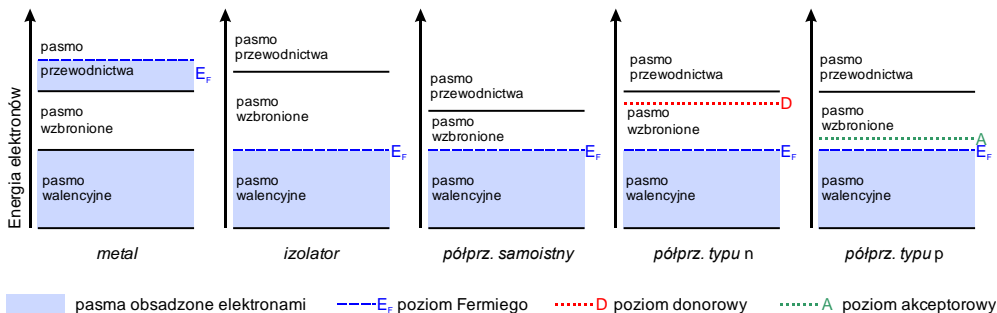 Energia elektronów
pasmo
przewodnictwa
E_F
pasmo
wzbronione
pasmo
walencyjne
metal
pasmo
przewodnictwa
pasmo
wzbronione
E_F
pasmo
walencyjne
izolator
pasmo
przewodnictwa
pasmo
wzbronione
E_F
pasmo
walencyjne
półprz. samoistny
pasmo
przewodnictwa
D
pasmo
wzbronione
E_F
pasmo
walencyjne
półprz. typu n
pasmo
przewodnictwa
pasmo
wzbronione
A
E_F
pasmo
walencyjne
półprz. typu p
pasma obsadzone elektronami
E_F poziom Fermiego
D poziom donorowy
A poziom akceptorowy